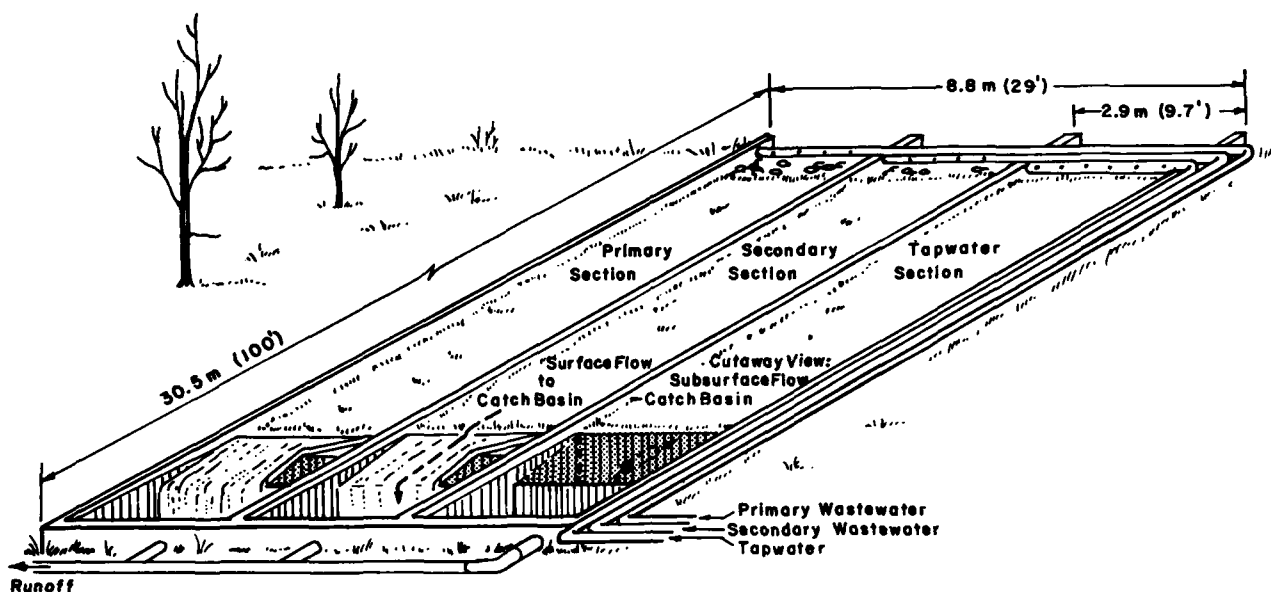 8.8 m (29')
2.9 m (9.7')
30.5 m (100')
Primary
Section
Secondary
Section
Tapwater
Section
Surface Flow
to
Catch Basin
Cutaway View:
Subsurface Flow
Catch Basin
Primary Wastewater
Secondary Wastewater
Tapwater
Runoff